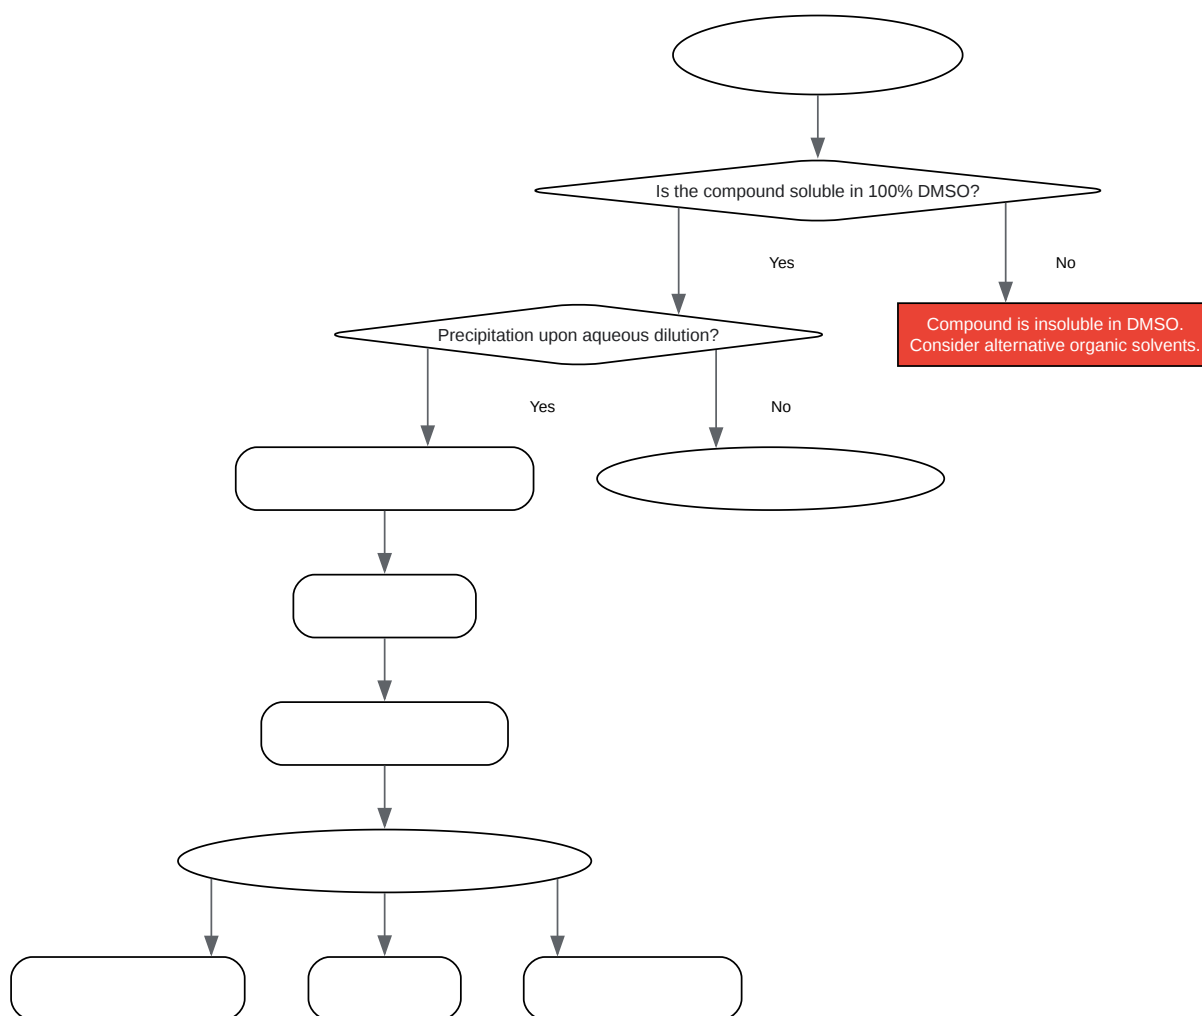 Is the compound soluble in 100% DMSO?
Yes
No
Compound is insoluble in DMSO.
Consider alternative organic solvents.
Precipitation upon aqueous dilution?
Yes
No